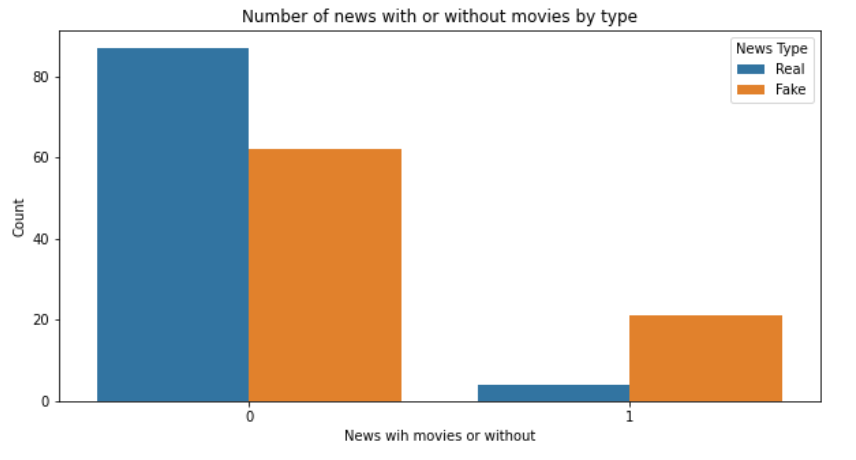 Number of news with or without movies by type
News Type
Real
Fake
Count
80
60
40
20
0
0 1
News wih movies or without